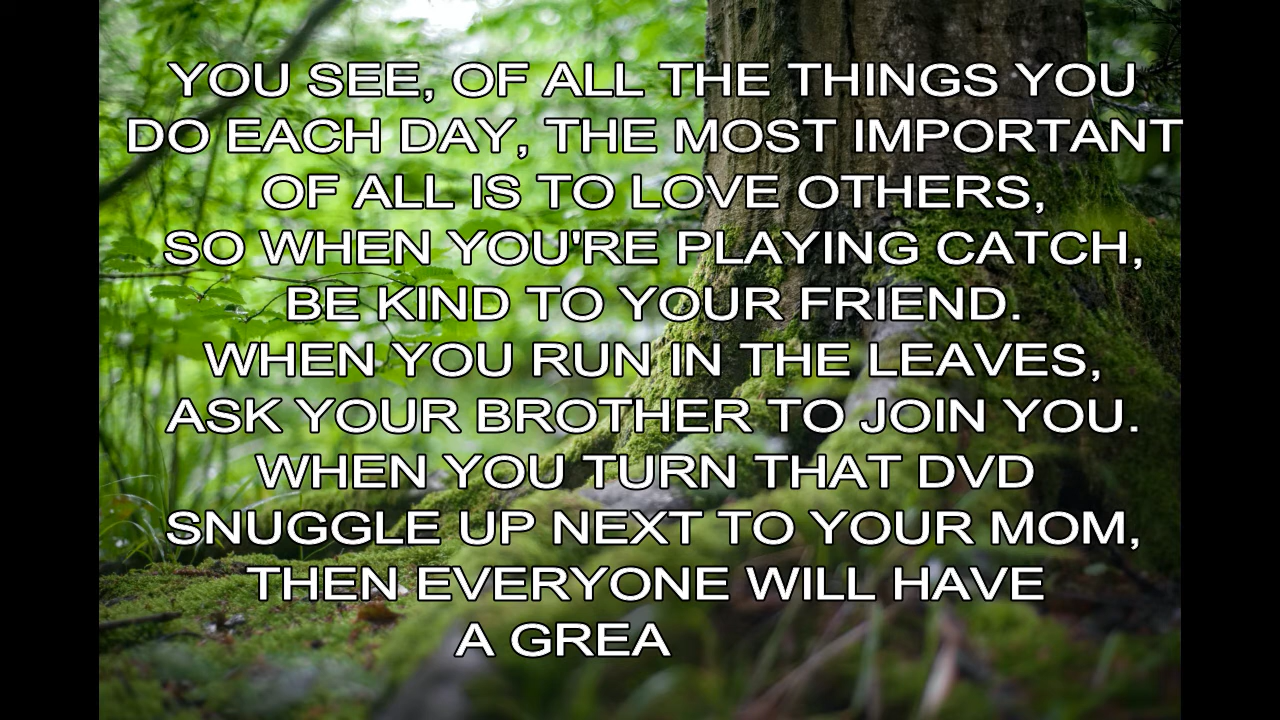 YOU SEE, OF ALL THE THINGS YOU
DO EACH DAY, THE MOST IMPORTANT
OF ALL IS TO LOVE OTHERS,
SO WHEN YOU'RE PLAYING CATCH,
BE KIND TO YOUR FRIEND.
WHEN YOU RUN IN THE LEAVES,
ASK YOUR BROTHER TO JOIN YOU.
WHEN YOU TURN THAT DVD
SNUGGLE UP NEXT TO YOUR MOM,
THEN EVERYONE WILL HAVE
A GREA